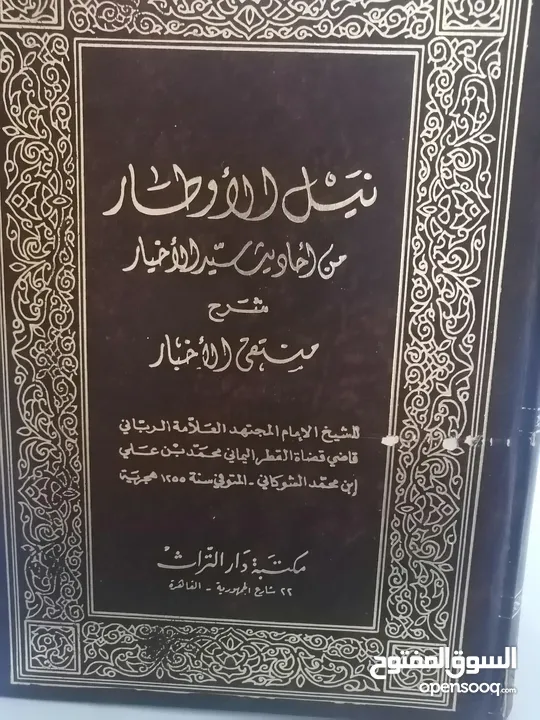 نيل الأوطار
من أحاديث سيد الأخيار
شرح
منتقى الأخبار
للشيخ الإمام المجتهد العلامة الرباني
قاضي قضاة القطر اليماني محمد بن علي
ابن محمد الشوكاني - المتوفي سنة ١٢٥٥ هجرية
مكتبة دار التراث
٢٢ شارع الجمهورية - القاهرة
السوق المفتوح
opensooq.com